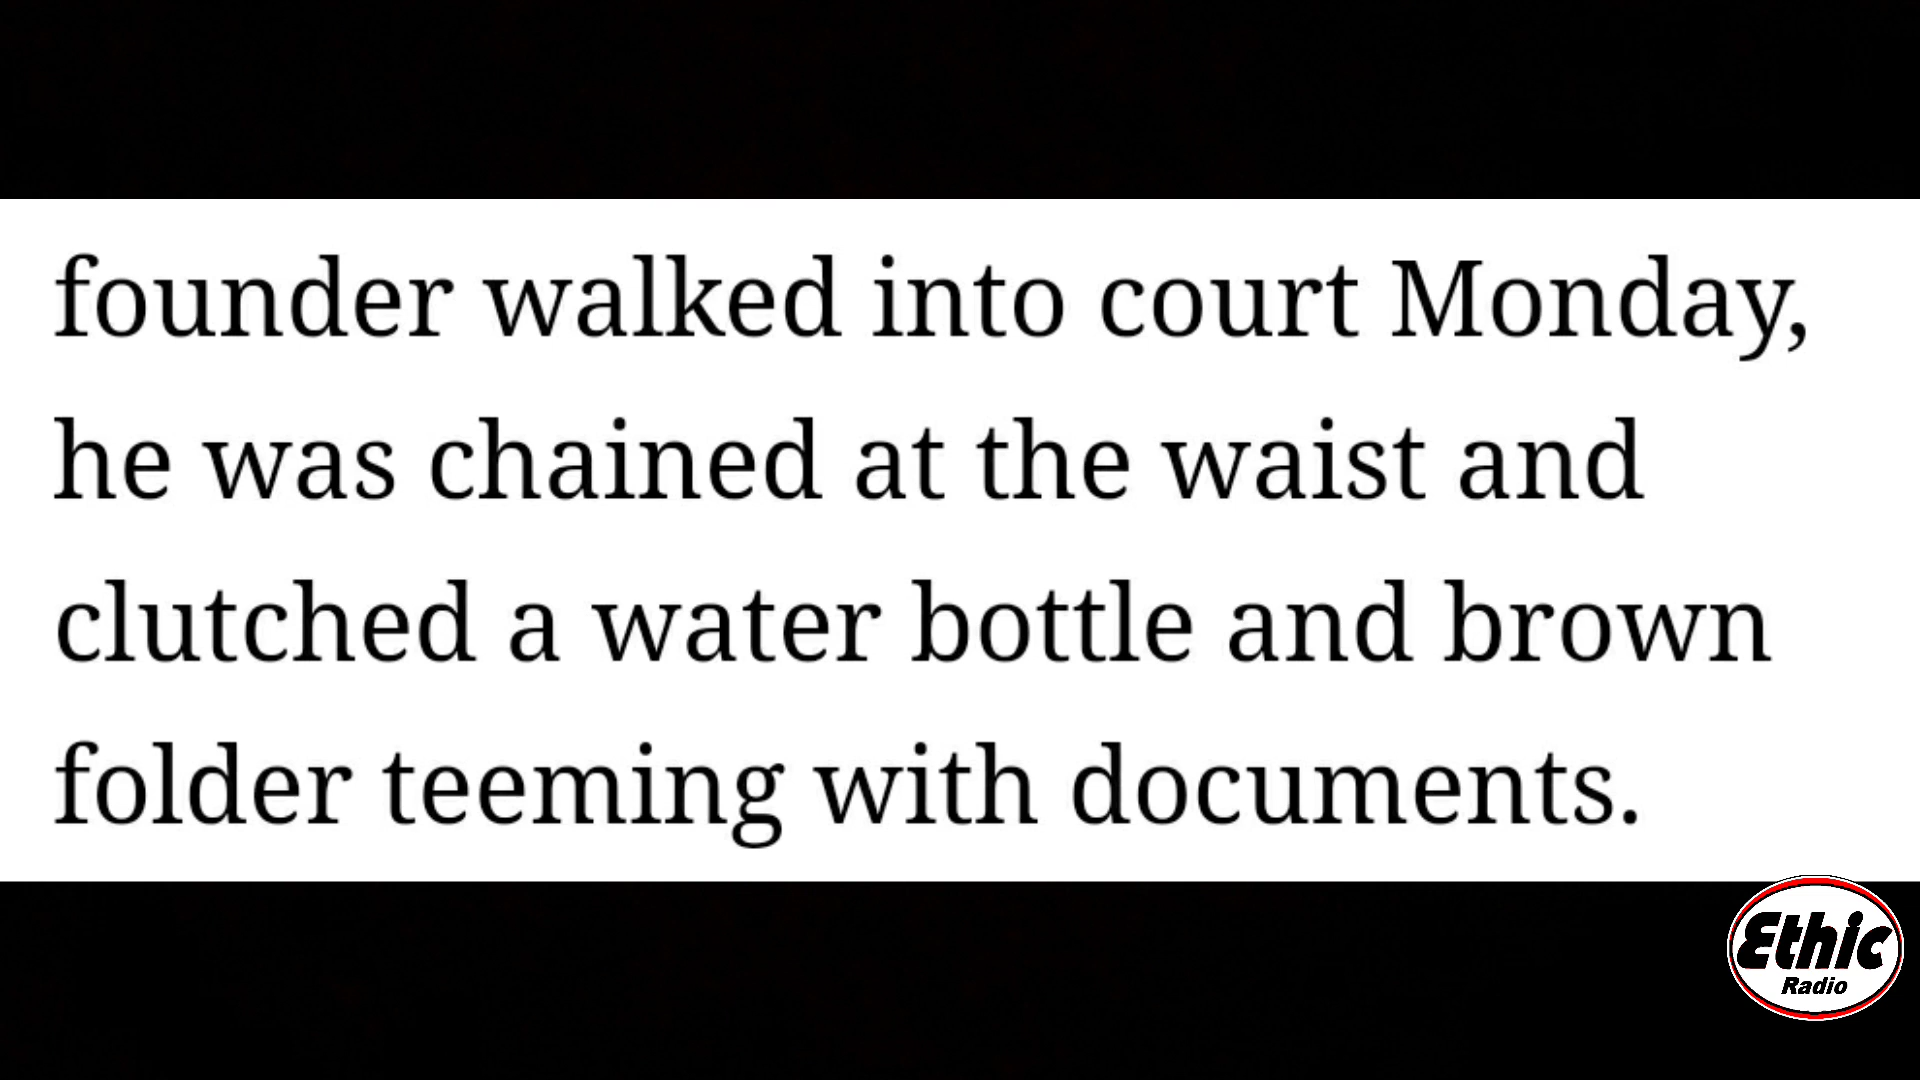 founder walked into court Monday,
he was chained at the waist and
clutched a water bottle and brown
folder teeming with documents.
Ethic
Radio